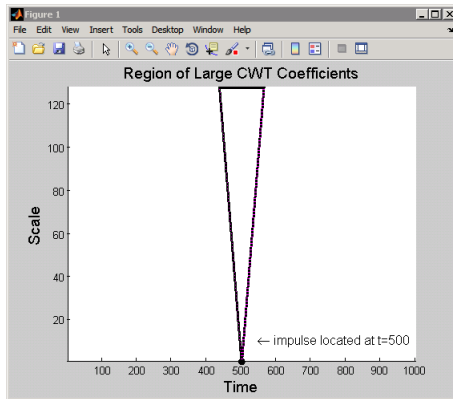 Figure 1
File Edit View Insert Tools Desktop Window Help
Region of Large CWT Coefficients
120
100
80
60
40
20
Scale
← impulse located at t=500
100 200 300 400 500 600 700 800 900 1000
Time